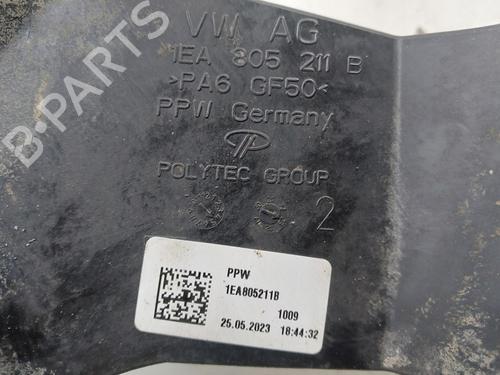 VW AG
1EA 805 211 B
>PA6 GF50<
PPW Germany
POLYTEC GROUP
2
PPW
1EA805211B
1009
25.05.2023 18:44:32
B-PARTS